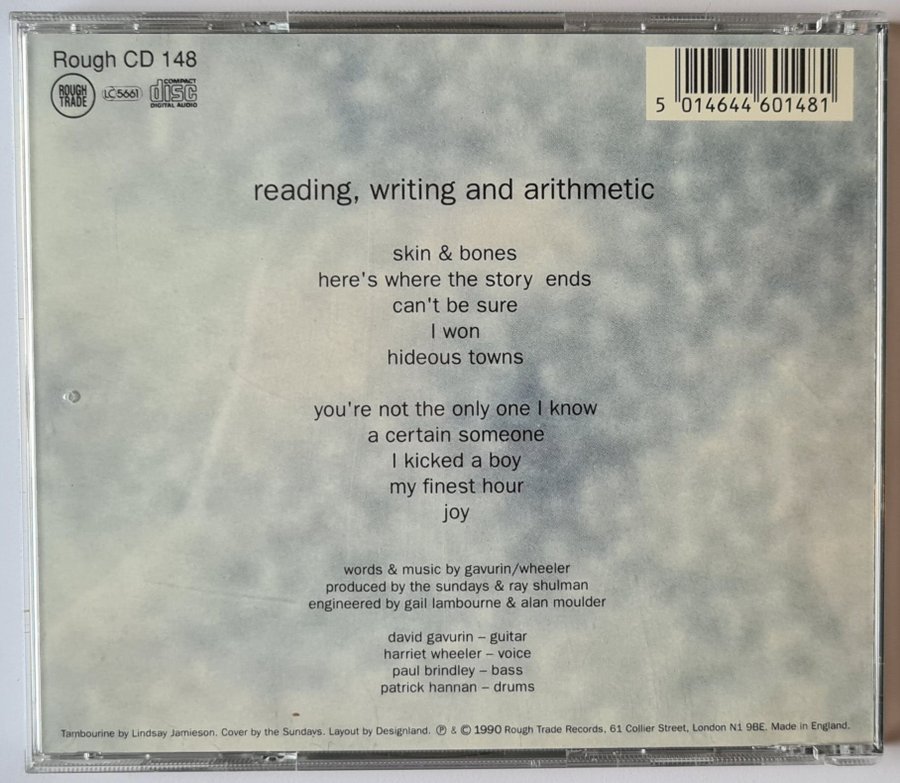 Rough CD 148
ROUGH TRADE
LC 5661
COMPACT disc DIGITAL AUDIO
5 014644 601481
reading, writing and arithmetic
skin & bones
here's where the story ends
can't be sure
I won
hideous towns
you're not the only one I know
a certain someone
I kicked a boy
my finest hour
joy
words & music by gavurin/wheeler
produced by the sundays & ray shulman
engineered by gail lambourne & alan moulder
david gavurin – guitar
harriet wheeler – voice
paul brindley – bass
patrick hannan – drums
Tambourine by Lindsay Jamieson. Cover by the Sundays. Layout by Designland. ℗ & © 1990 Rough Trade Records, 61 Collier Street, London N1 9BE. Made in England.